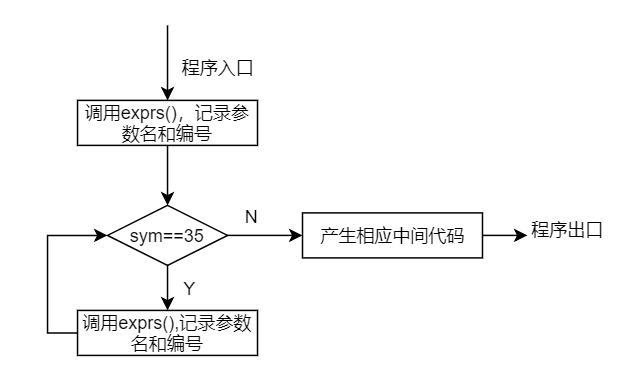 程序入口
调用exprs()，记录参
数名和编号
sym==35
N
产生相应中间代码
程序出口
Y
调用exprs(),记录参数
名和编号